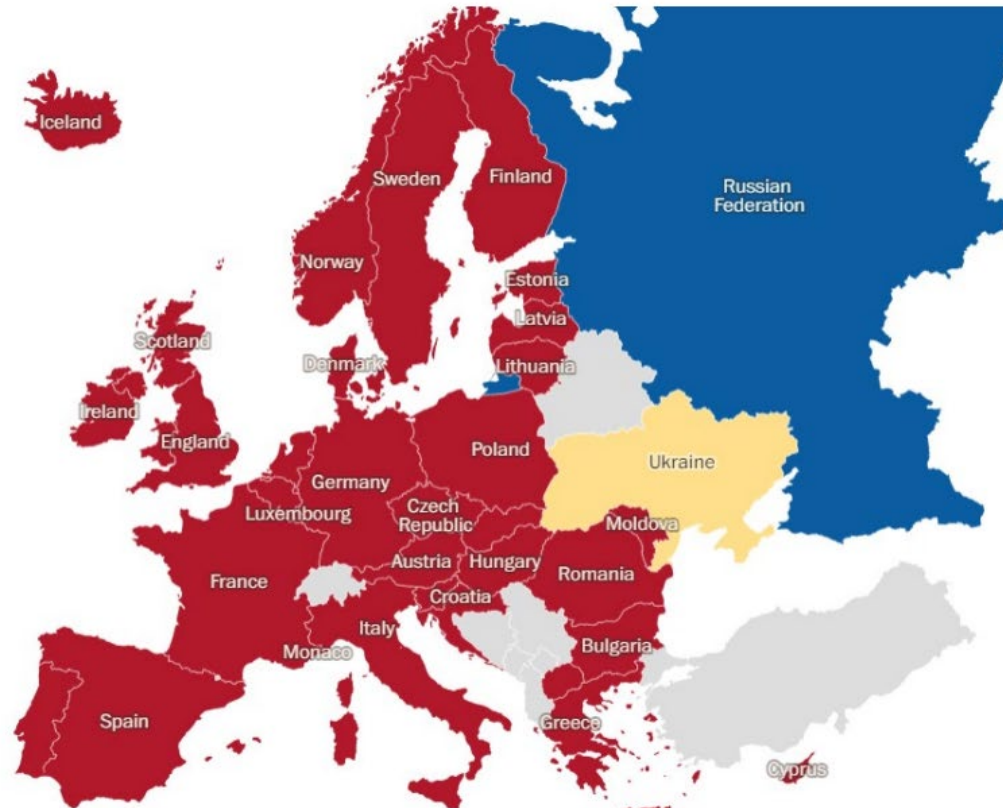 Iceland
Sweden
Finland
Russian
Federation
Norway
Estonia
Latvia
Scotland
Denmark
Lithuania
Ireland
England
Poland
Ukraine
Germany
Czech
Republic
Luxembourg
Moldova
Austria
Hungary
France
Romania
Croatia
Italy
Bulgaria
Monaco
Spain
Greece
Cyprus